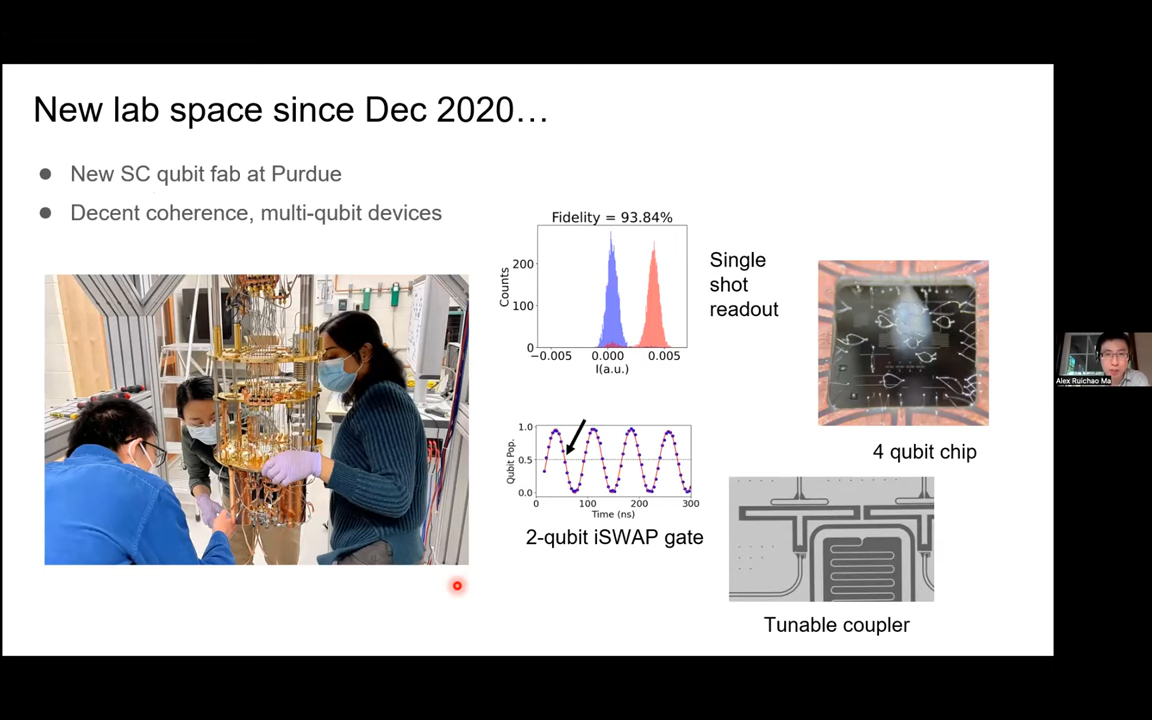 New lab space since Dec 2020…
● New SC qubit fab at Purdue
● Decent coherence, multi-qubit devices
Fidelity = 93.84%
Counts
200
100
0
−0.005 0.000 0.005
I(a.u.)
Single
shot
readout
Alex Ruichao Ma
Qubit Pop.
1.0
0.5
0.0
0 100 200 300
Time (ns)
2-qubit iSWAP gate
4 qubit chip
Tunable coupler